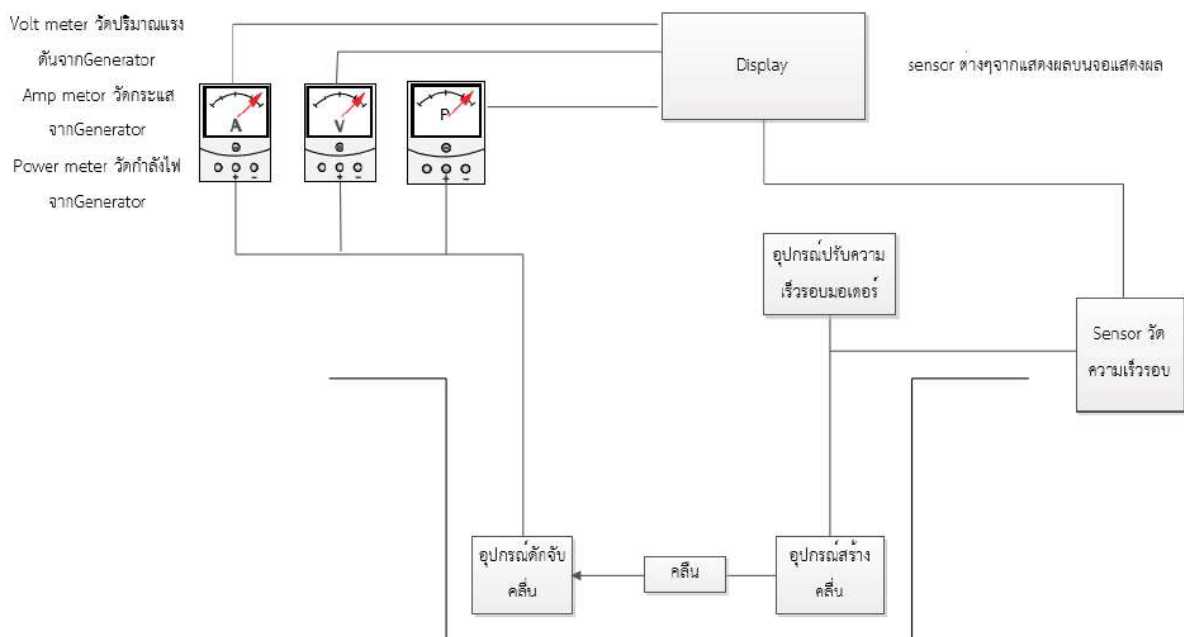 Volt meter วัดปริมาณแรง
ดันจากGenerator
Amp metor วัดกระแส
จากGenerator
Power meter วัดกำลังไฟ
จากGenerator
A
+ -
V
+ -
P
+ -
Display
sensor ต่างๆจากแสดงผลบนจอแสดงผล
อุปกรณ์ปรับความ
เร็วรอบมอเตอร์
Sensor วัด
ความเร็วรอบ
อุปกรณ์ดักจับ
คลื่น
คลื่น
อุปกรณ์สร้าง
คลื่น